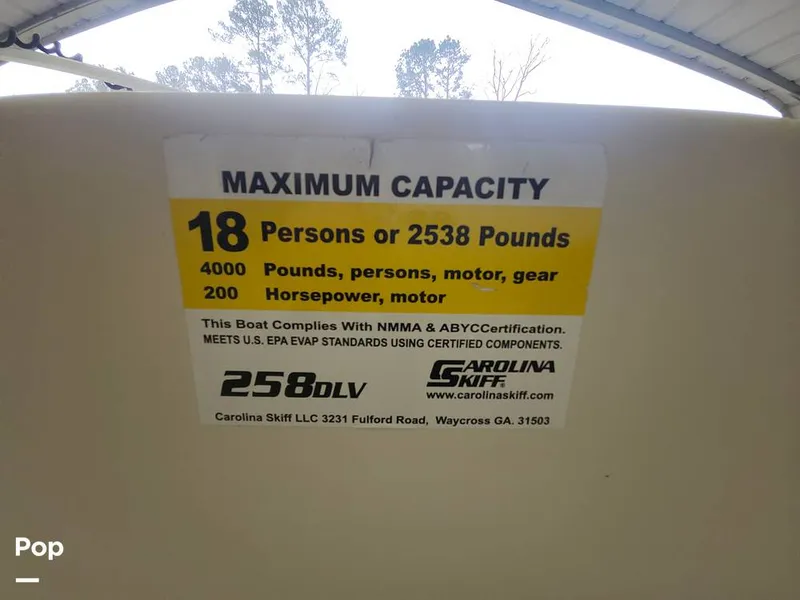 MAXIMUM CAPACITY
18 Persons or 2538 Pounds
4000 Pounds, persons, motor, gear
200 Horsepower, motor
This Boat Complies With NMMA & ABYCCertification.
MEETS U.S. EPA EVAP STANDARDS USING CERTIFIED COMPONENTS.
258DLV
CAROLINA SKIFF
www.carolinaskiff.com
Carolina Skiff LLC 3231 Fulford Road, Waycross GA. 31503
Pop